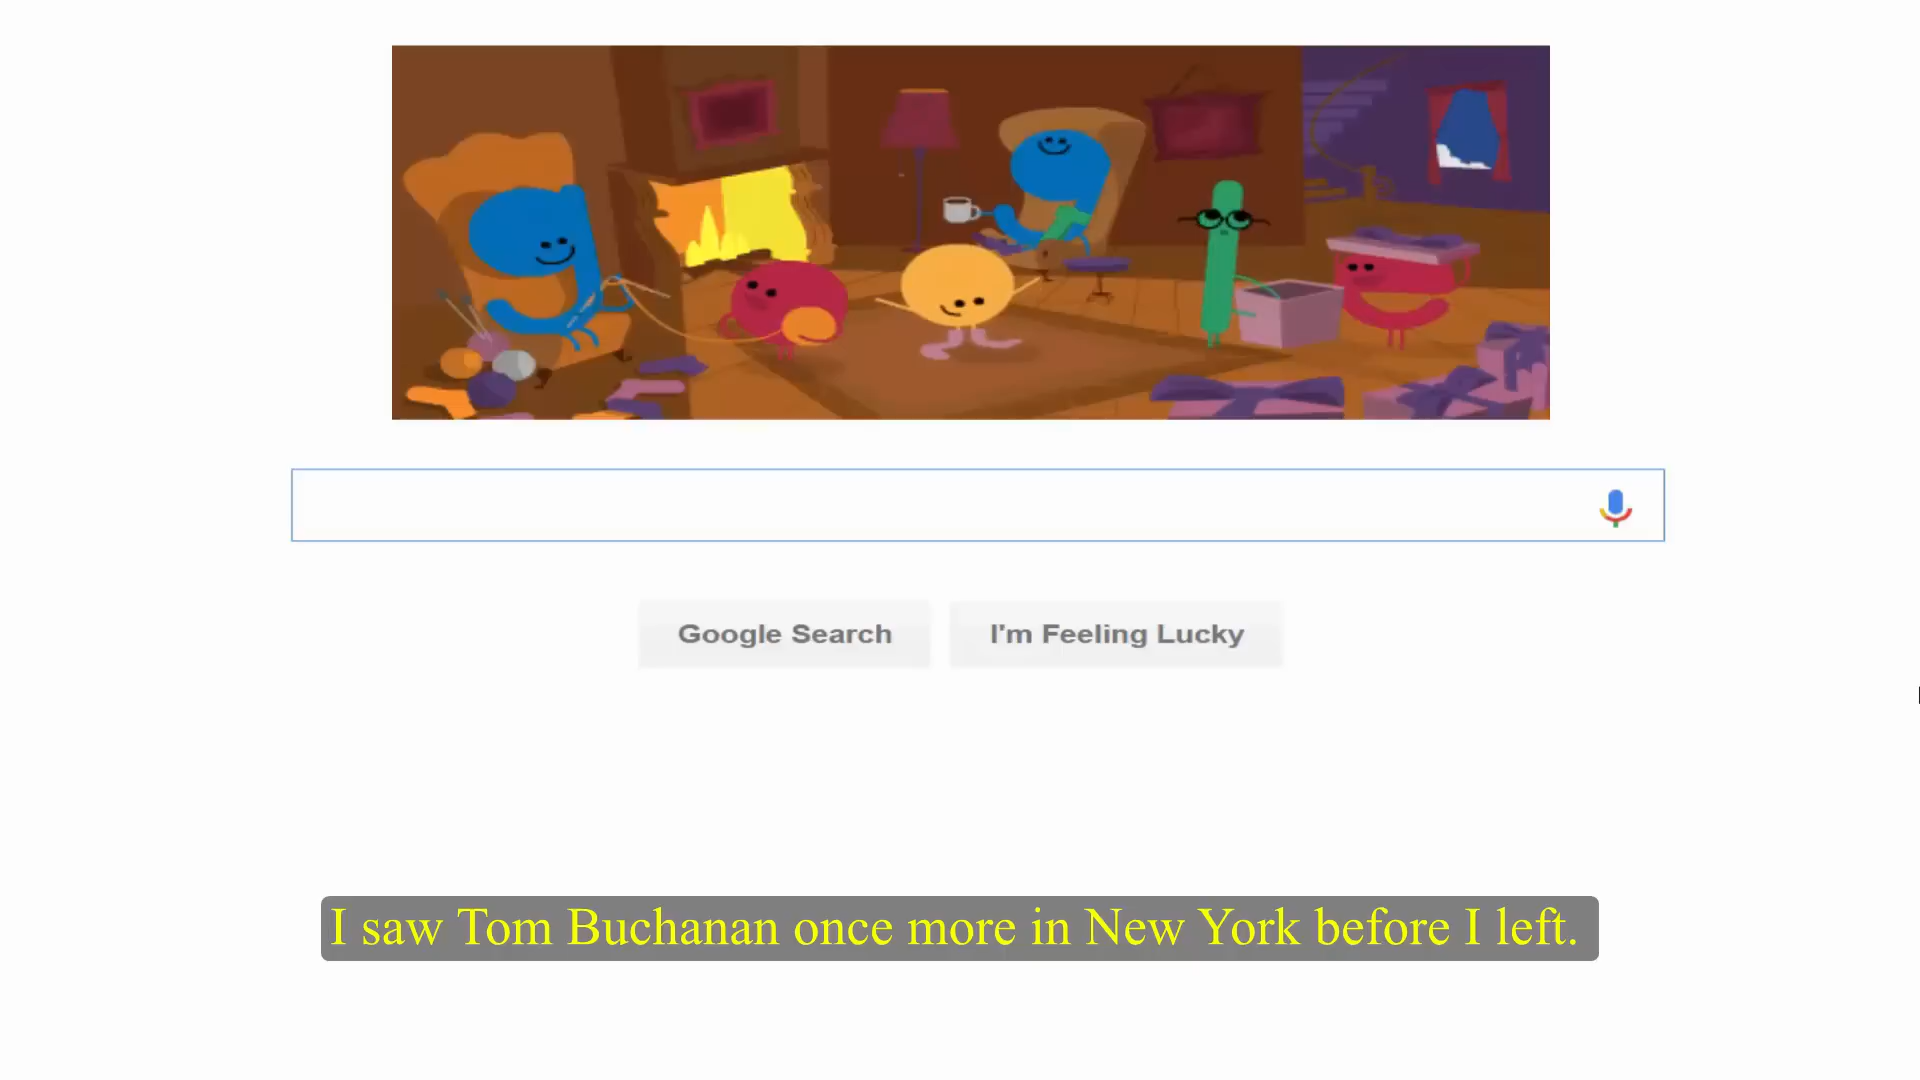 Google Search
I'm Feeling Lucky
I saw Tom Buchanan once more in New York before I left.